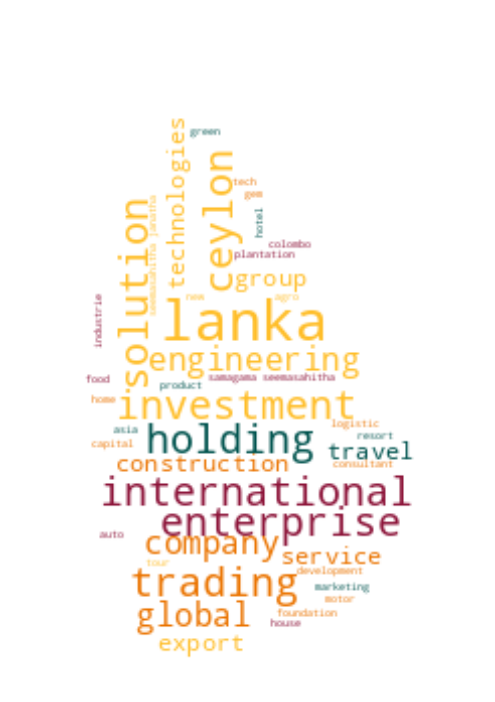 green
technologies
ceylon
tech
gem
solution
seemasahitha janatha
hotel
colombo
plantation
group
new
agro
industrie
lanka
engineering
food
samagama seemasahitha
product
home
investment
logistic
asia
holding
resort
capital
travel
construction
consultant
international
enterprise
auto
company
service
tour
development
trading
marketing
motor
global
foundation
house
export